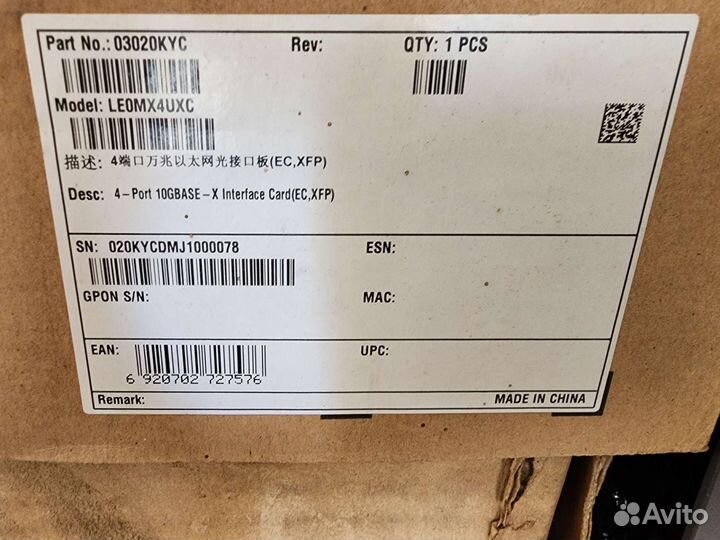 Part No.: 03020KYC Rev: QTY: 1 PCS
Model: LE0MX4UXC
描述: 4端口万兆以太网光接口板(EC,XFP)
Desc: 4-Port 10GBASE-X Interlace Card(EC,XFP)
SN: 020KYCDMJ1000078 ESN:
GPON S/N: MAC:
EAN: UPC:
6 920702 727576
Remark: MADE IN CHINA
Avito